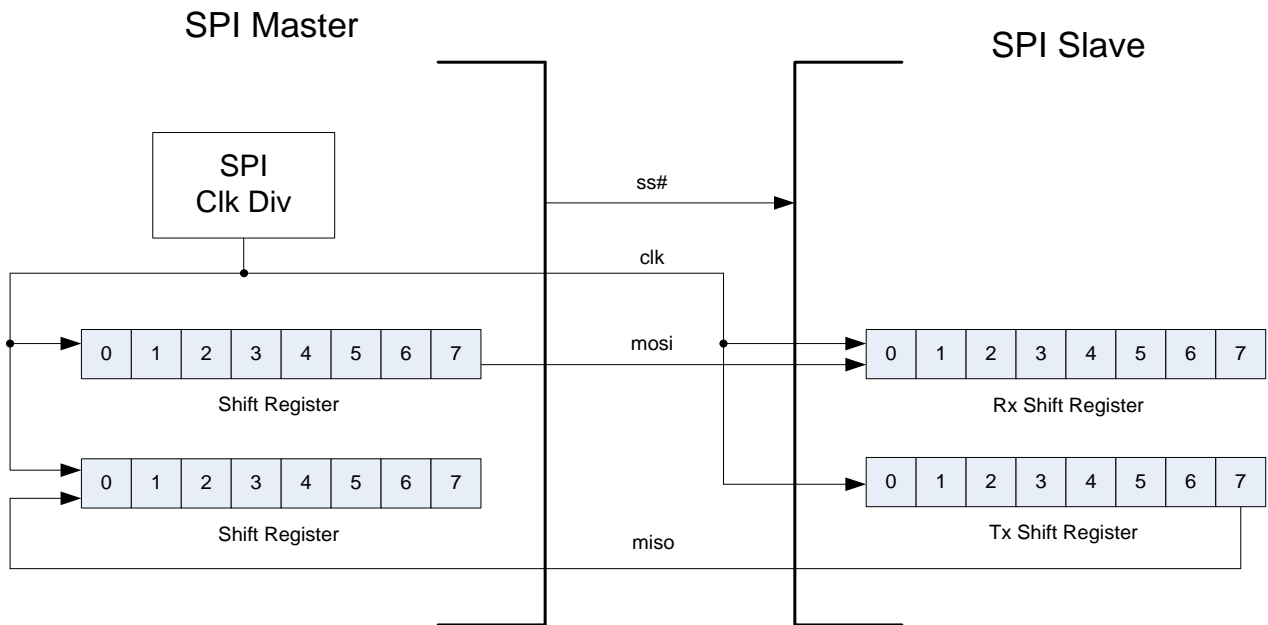 SPI Master
SPI Slave
SPI
Clk Div
ss#
clk
mosi
0 1 2 3 4 5 6 7
0 1 2 3 4 5 6 7
Shift Register
Rx Shift Register
0 1 2 3 4 5 6 7
0 1 2 3 4 5 6 7
Shift Register
Tx Shift Register
miso